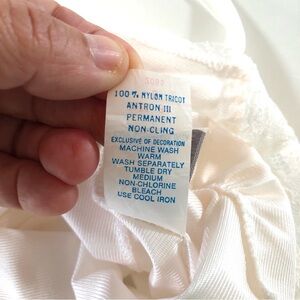 100% NYLON TRICOT
ANTRON III
PERMANENT
NON-CLING
EXCLUSIVE OF DECORATION
MACHINE WASH
WARM
WASH SEPARATELY
TUMBLE DRY
MEDIUM
NON-CHLORINE
BLEACH
USE COOL IRON